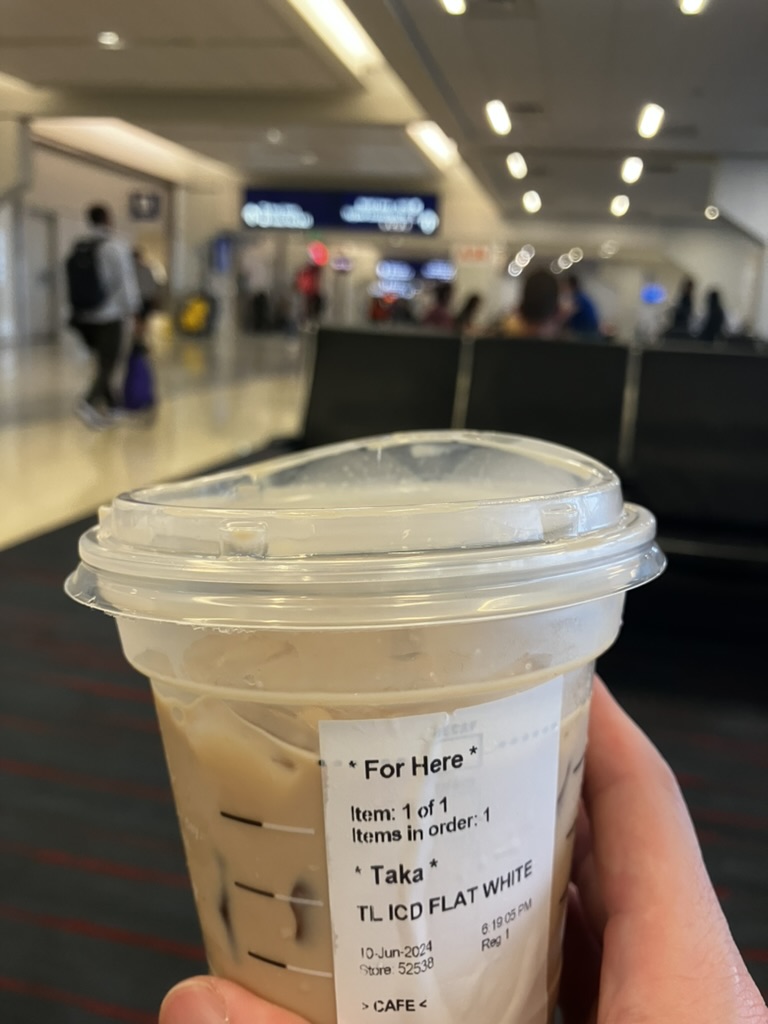 * For Here *
Item: 1 of 1
Items in order: 1
* Taka *
TL ICD FLAT WHITE
10-Jun-2024
6:19:05 PM
Store: 52538
Reg 1
> CAFE <